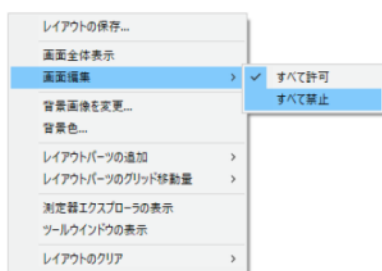 レイアウトの保存...
画面全体表示
画面編集
すべて許可
すべて禁止
背景画像を変更...
背景色...
レイアウトパーツの追加
レイアウトパーツのグリッド移動量
測定器エクスプローラの表示
ツールウインドウの表示
レイアウトのクリア